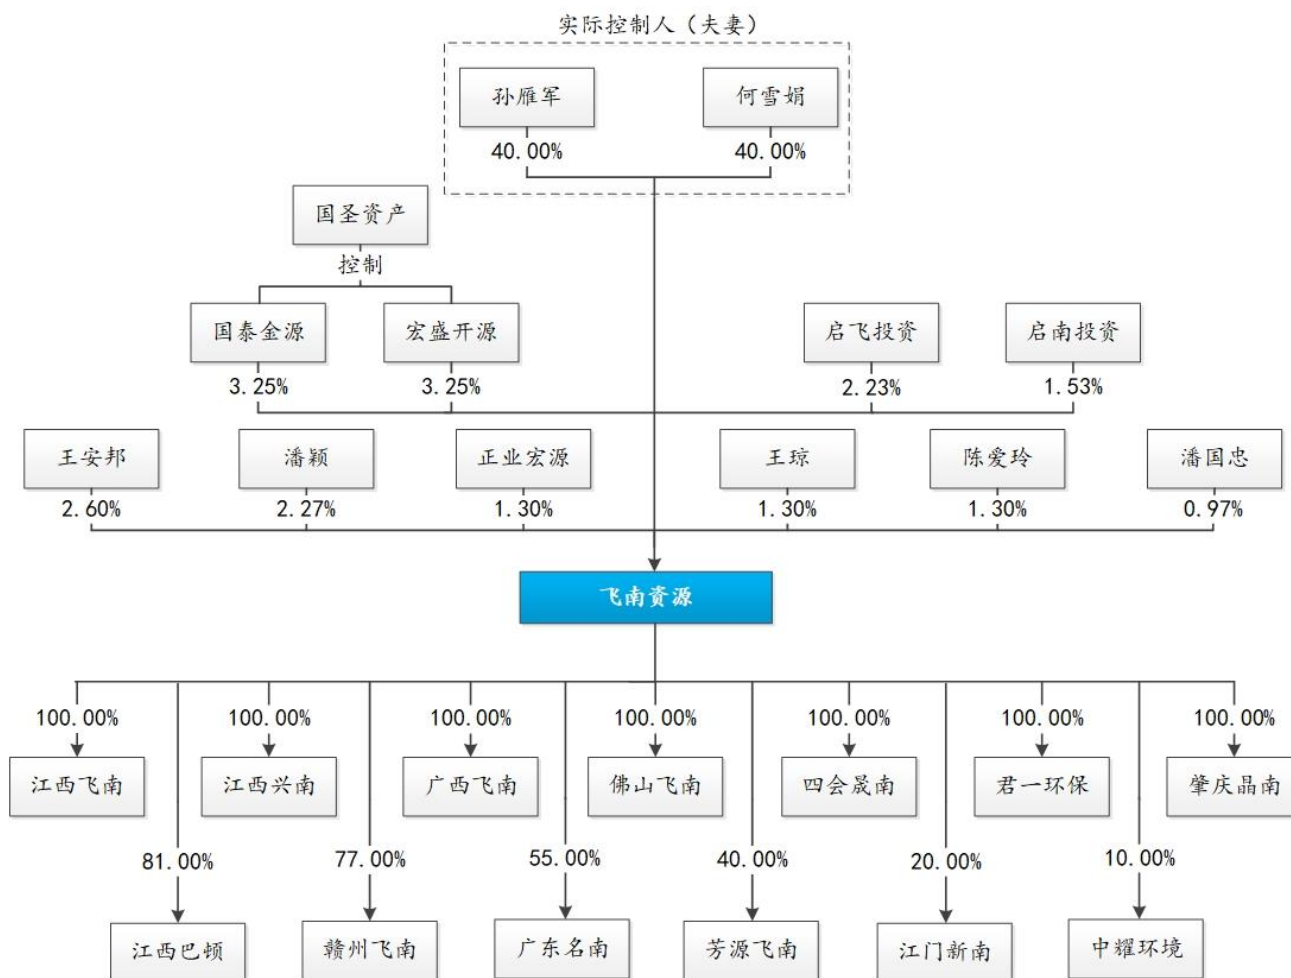 实际控制人（夫妻）
孙雁军
何雪娟
40.00%
40.00%
国圣资产
控制
国泰金源
宏盛开源
启飞投资
启南投资
3.25%
3.25%
2.23%
1.53%
王安邦
潘颖
正业宏源
王琼
陈爱玲
潘国忠
2.60%
2.27%
1.30%
1.30%
1.30%
0.97%
飞南资源
100.00%
100.00%
100.00%
100.00%
100.00%
100.00%
100.00%
江西飞南
江西兴南
广西飞南
佛山飞南
四会晟南
君一环保
肇庆晶南
81.00%
77.00%
55.00%
40.00%
20.00%
10.00%
江西巴顿
赣州飞南
广东名南
芳源飞南
江门新南
中耀环境